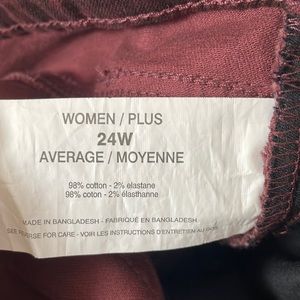 WOMEN / PLUS
24W
AVERAGE / MOYENNE
98% cotton - 2% elastane
98% cotton - 2% élasthanne
MADE IN BANGLADESH - FABRIQUÉ EN BANGLADESH
SEE REVERSE FOR CARE - VOIR LES INSTRUCTIONS D'ENTRETIEN AU DOS